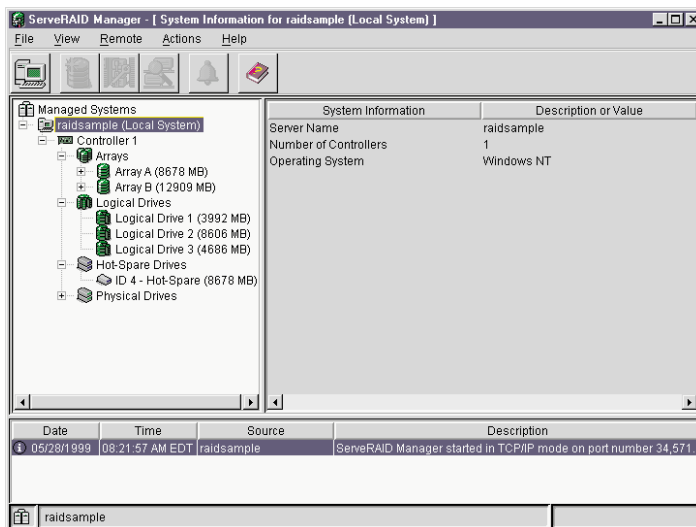 ServeRAID Manager - [ System Information for raidsample (Local System) ]
File View Remote Actions Help
Managed Systems
raidsample (Local System)
Controller 1
Arrays
Array A (8678 MB)
Array B (12909 MB)
Logical Drives
Logical Drive 1 (3992 MB)
Logical Drive 2 (8606 MB)
Logical Drive 3 (4686 MB)
Hot-Spare Drives
ID 4 - Hot-Spare (8678 MB)
Physical Drives
System Information Description or Value
Server Name raidsample
Number of Controllers 1
Operating System Windows NT
Date Time Source Description
05/28/1999 08:21:57 AM EDT raidsample ServeRAID Manager started in TCP/IP mode on port number 34,571.
raidsample